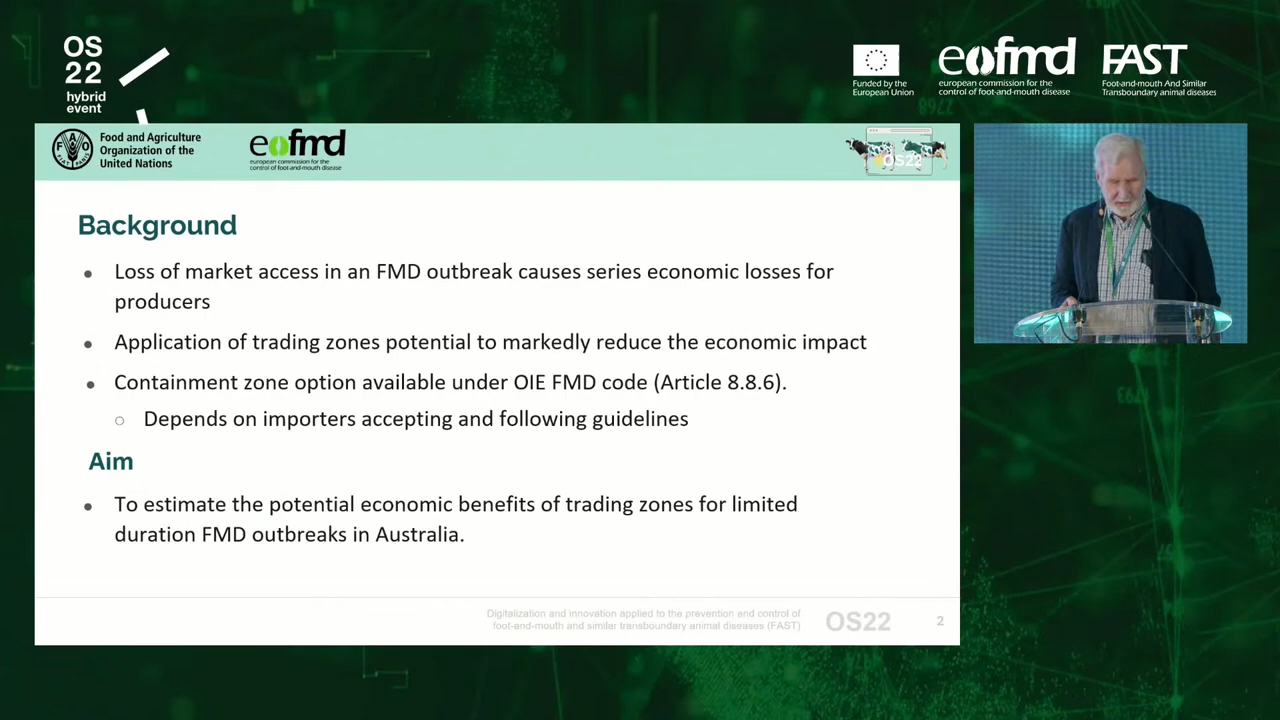 OS
22
hybrid
event
Funded by the
European Union
eofmd
european commission for the
control of foot-and-mouth disease
FAST
Foot-and-mouth And Similar
Transboundary animal diseases
Food and Agriculture
Organization of the
United Nations
eofmd
european commission for the
control of foot-and-mouth disease
OS22
Background
• Loss of market access in an FMD outbreak causes series economic losses for
producers
• Application of trading zones potential to markedly reduce the economic impact
• Containment zone option available under OIE FMD code (Article 8.8.6).
○ Depends on importers accepting and following guidelines
Aim
• To estimate the potential economic benefits of trading zones for limited
duration FMD outbreaks in Australia.
Digitalization and innovation applied to the prevention and control of
foot-and-mouth and similar transboundary animal diseases (FAST)
OS22
2